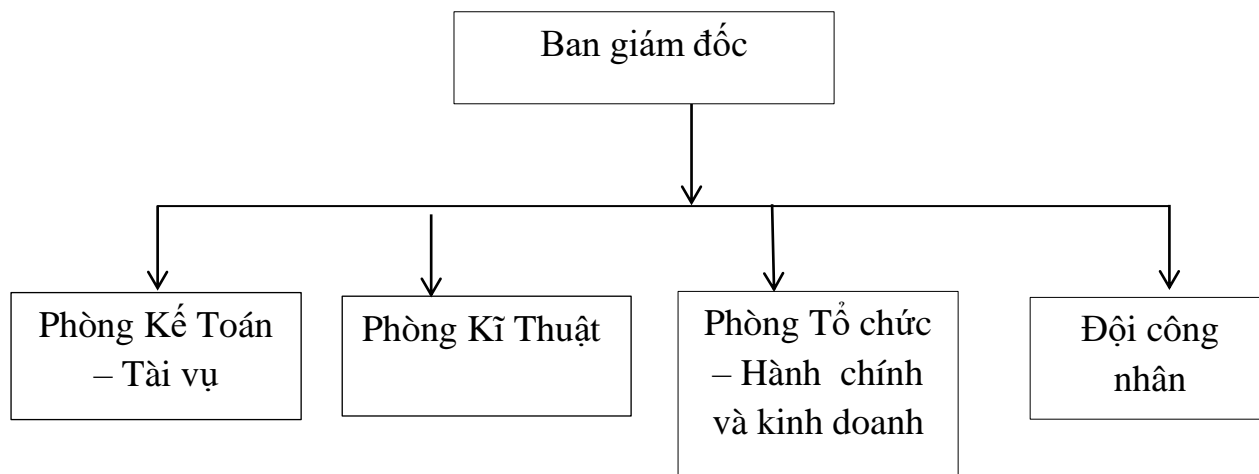 Ban giám đốc
Phòng Kế Toán
– Tài vụ
Phòng Kĩ Thuật
Phòng Tổ chức
– Hành chính
và kinh doanh
Đội công
nhân